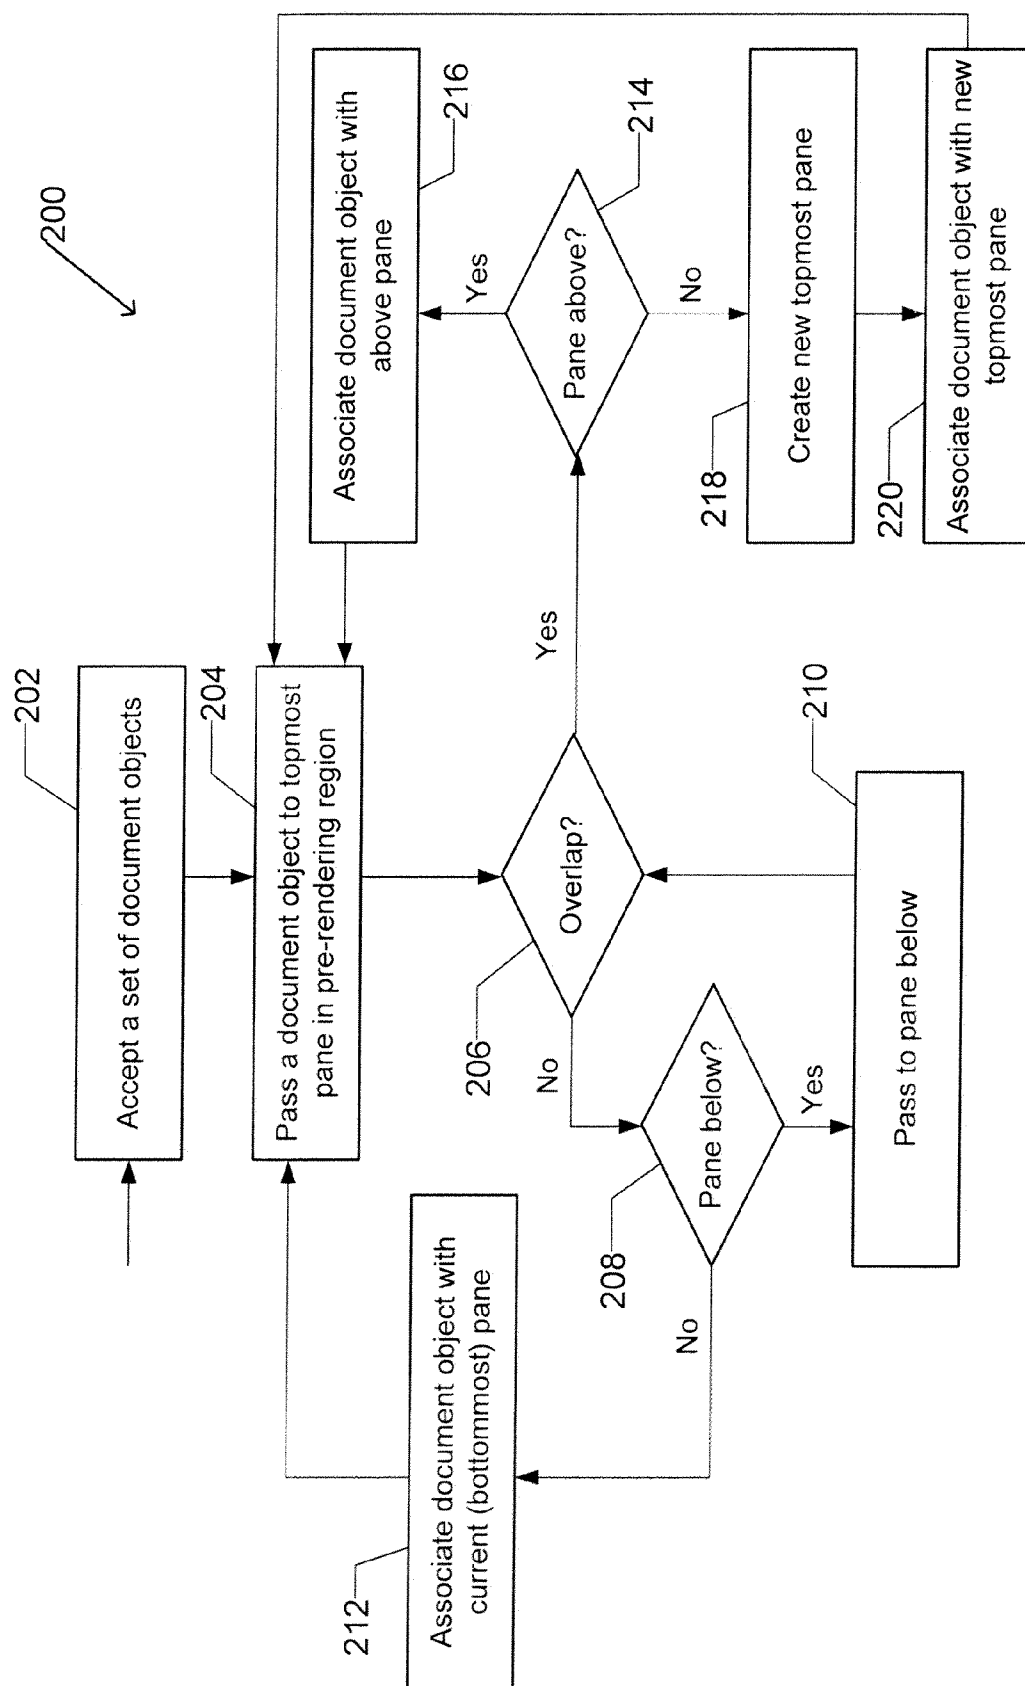 200
202
Accept a set of document objects
204
Pass a document object to topmost
pane in pre-rendering region
206
Overlap?
No
Yes
208
Pane below?
Yes
No
210
Pass to pane below
212
Associate document object with
current (bottommost) pane
214
Pane above?
Yes
No
216
Associate document object with
above pane
218
Create new topmost pane
220
Associate document object with new
topmost pane